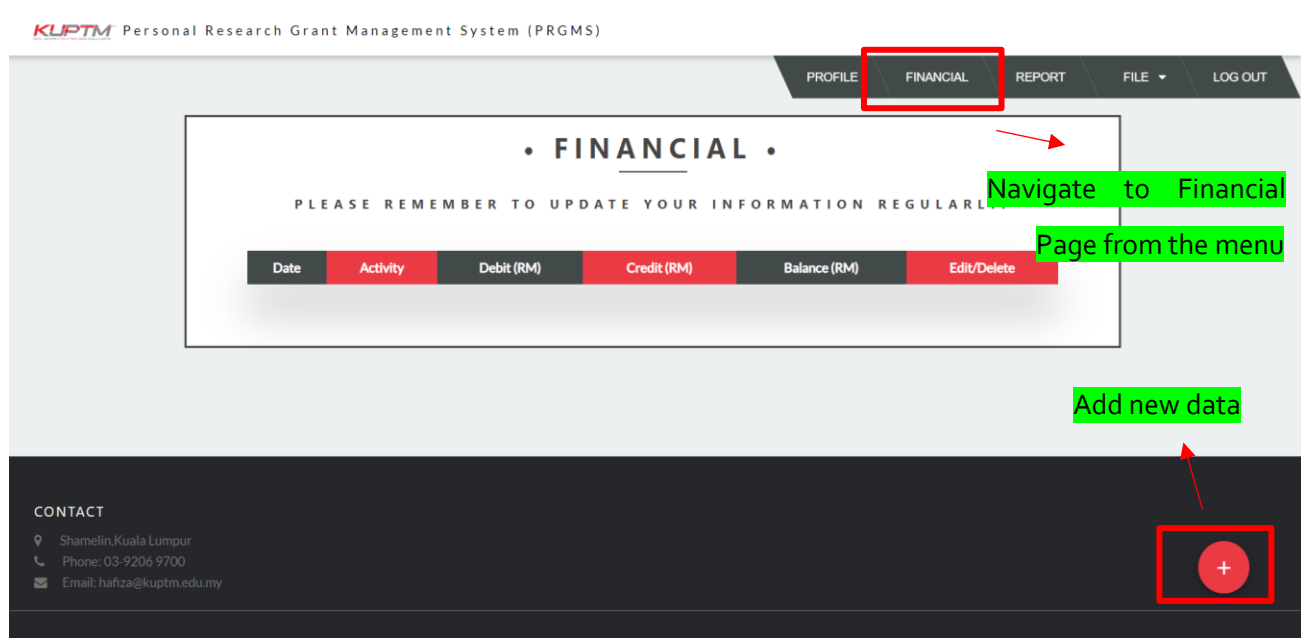 KUPTM Personal Research Grant Management System (PRGMS)
PROFILE FINANCIAL REPORT FILE LOG OUT
• FINANCIAL •
Navigate to Financial
PLEASE REMEMBER TO UPDATE YOUR INFORMATION REGULARL
Page from the menu
Date Activity Debit (RM) Credit (RM) Balance (RM) Edit/Delete
Add new data
CONTACT
Shamelin,Kuala Lumpur
Phone: 03-9206 9700
Email: hafiza@kuptm.edu.my
+